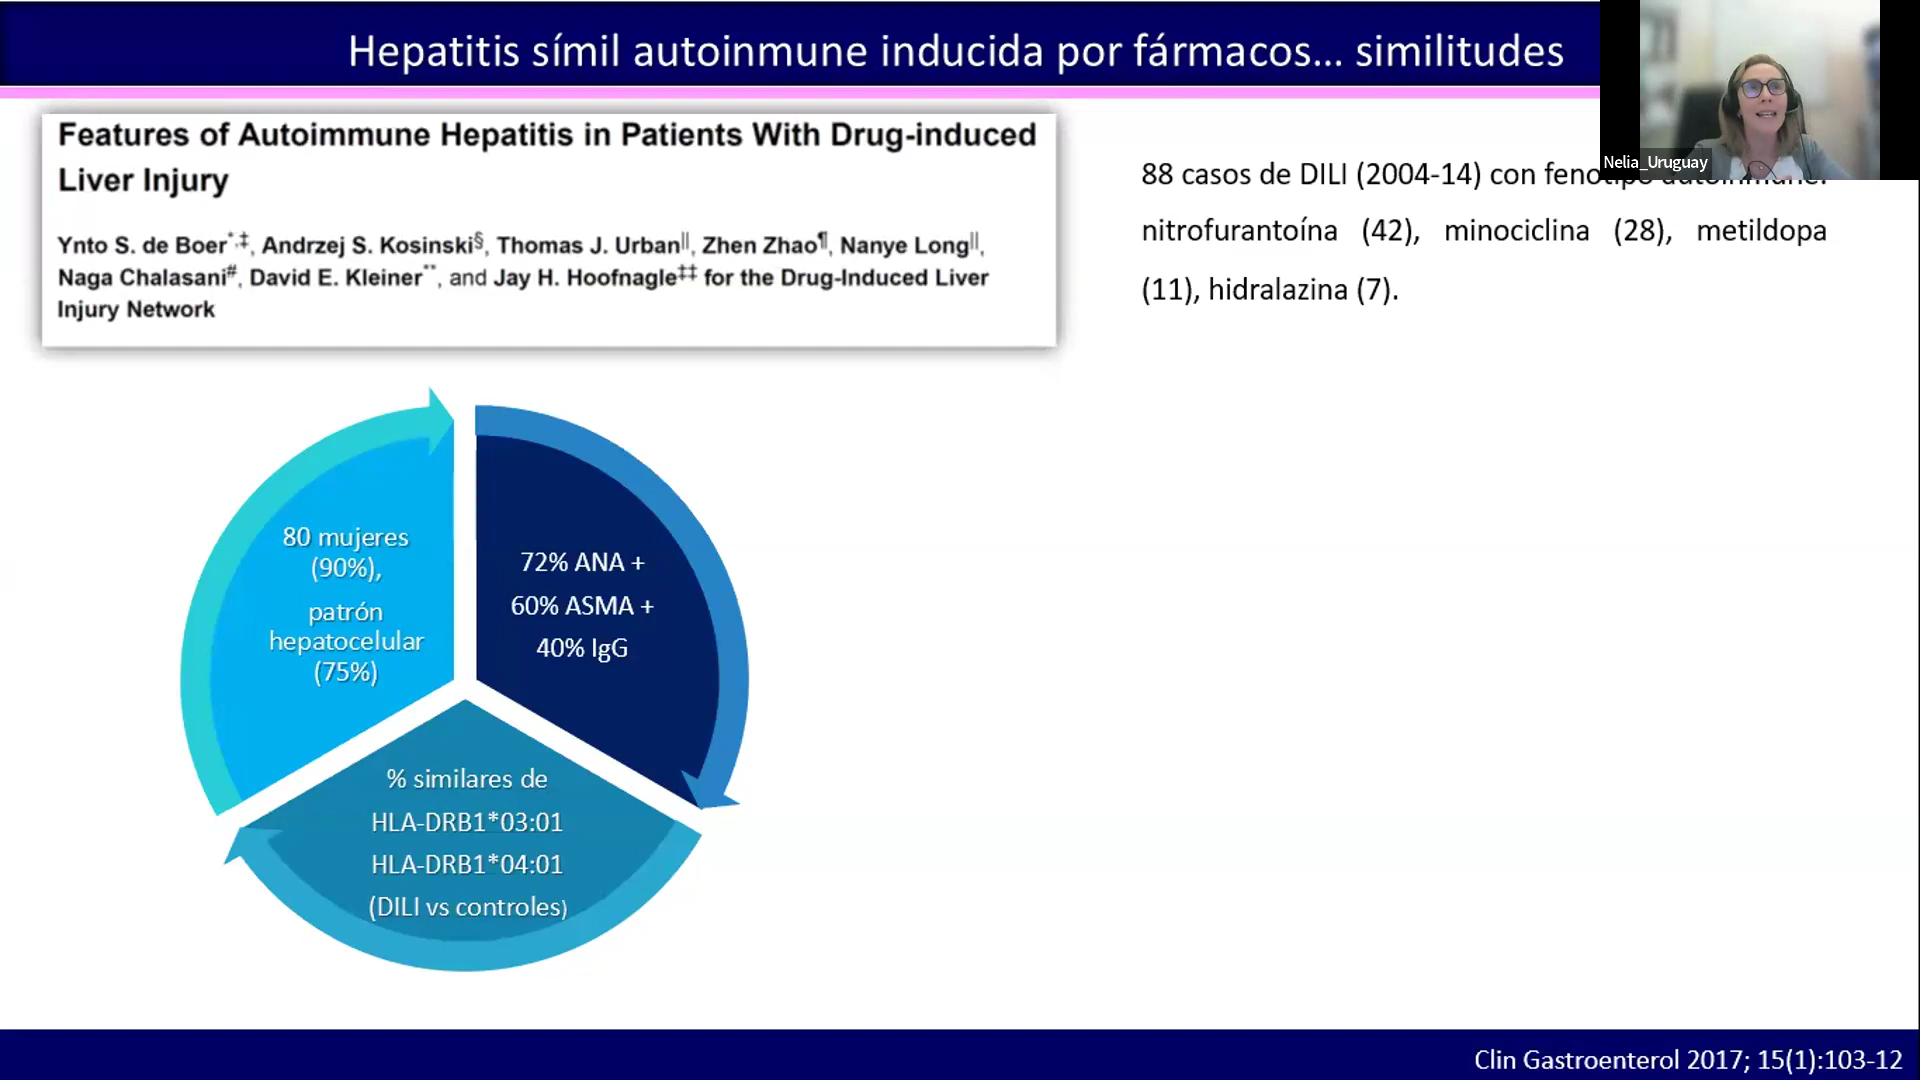 Hepatitis símil autoinmune inducida por fármacos... similitudes
Nelia_Uruguay
Features of Autoimmune Hepatitis in Patients With Drug-induced
Liver Injury
Ynto S. de Boer*,‡, Andrzej S. Kosinski§, Thomas J. Urban||, Zhen Zhao¶, Nanye Long||,
Naga Chalasani#, David E. Kleiner**, and Jay H. Hoofnagle‡‡ for the Drug-Induced Liver
Injury Network
88 casos de DILI (2004-14) con fenotipo autoinmune:
nitrofurantoína (42), minociclina (28), metildopa
(11), hidralazina (7).
80 mujeres
(90%),
patrón
hepatocelular
(75%)
72% ANA +
60% ASMA +
40% IgG
% similares de
HLA-DRB1*03:01
HLA-DRB1*04:01
(DILI vs controles)
Clin Gastroenterol 2017; 15(1):103-12